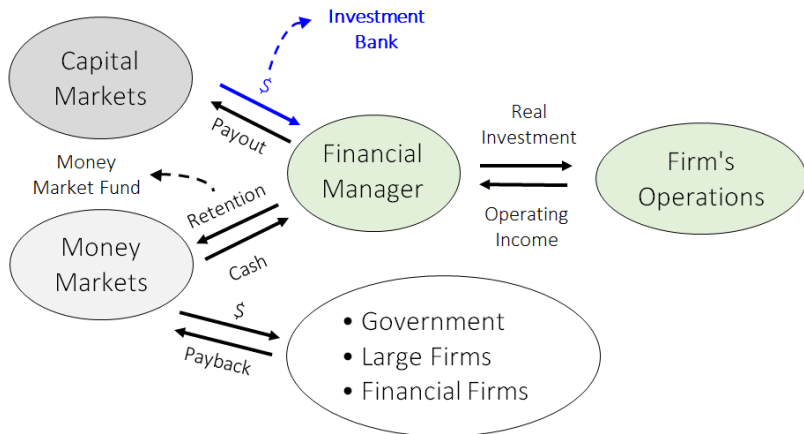 Investment
Bank
Capital
Markets
$
Payout
Financial
Manager
Real
Investment
Operating
Income
Firm's
Operations
Money
Market Fund
Retention
Cash
Money
Markets
$
Payback
• Government
• Large Firms
• Financial Firms